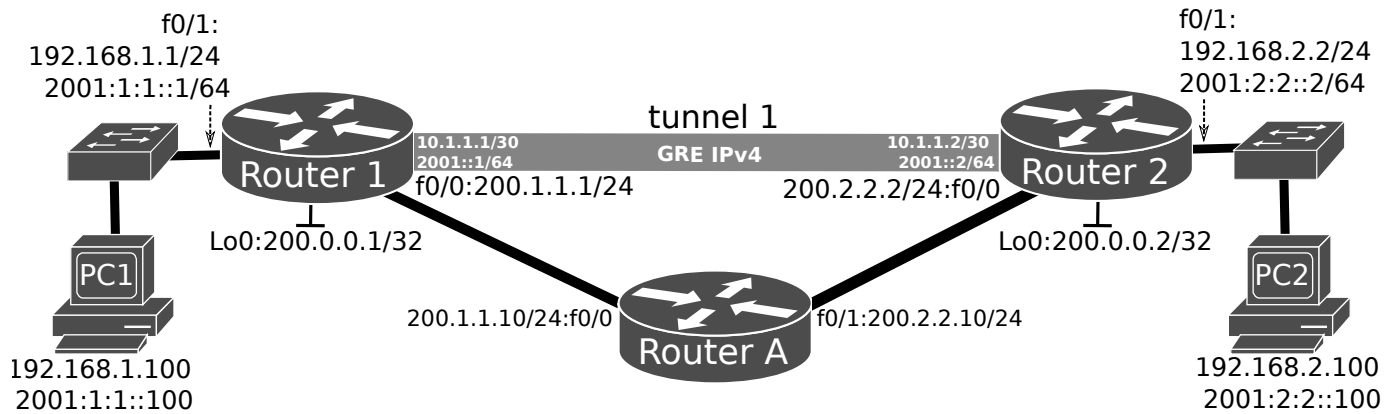 f0/1:
192.168.1.1/24
2001:1:1::1/64
f0/1:
192.168.2.2/24
2001:2:2::2/64
tunnel 1
10.1.1.1/30
2001::1/64
GRE IPv4
10.1.1.2/30
2001::2/64
Router 1
Router 2
f0/0:200.1.1.1/24
200.2.2.2/24:f0/0
Lo0:200.0.0.1/32
Lo0:200.0.0.2/32
PC1
PC2
200.1.1.10/24:f0/0
f0/1:200.2.2.10/24
Router A
192.168.1.100
2001:1:1::100
192.168.2.100
2001:2:2::100